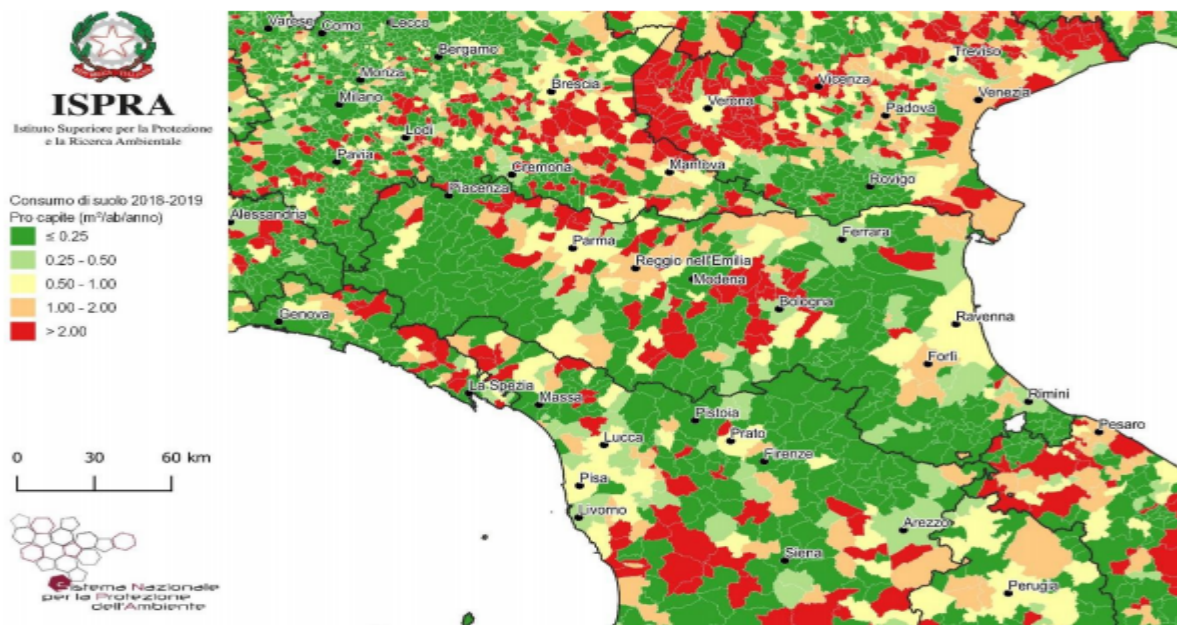 ISPRA
Istituto Superiore per la Protezione
e la Ricerca Ambientale
Consumo di suolo 2018-2019
Pro capite (m²/ab/anno)
≤ 0.25
0.25 - 0.50
0.50 - 1.00
1.00 - 2.00
> 2.00
0 30 60 km
Sistema Nazionale
per la Protezione
dell'Ambiente
Varese
Como
Lecco
Bergamo
Monza
Milano
Brescia
Lodi
Pavia
Cremona
Piacenza
Alessandria
Treviso
Vicenza
Verona
Padova
Venezia
Mantova
Rovigo
Ferrara
Parma
Reggio nell'Emilia
Modena
Bologna
Genova
Ravenna
Forlì
La Spezia
Massa
Rimini
Pistoia
Pesaro
Lucca
Prato
Firenze
Pisa
Livorno
Arezzo
Siena
Perugia